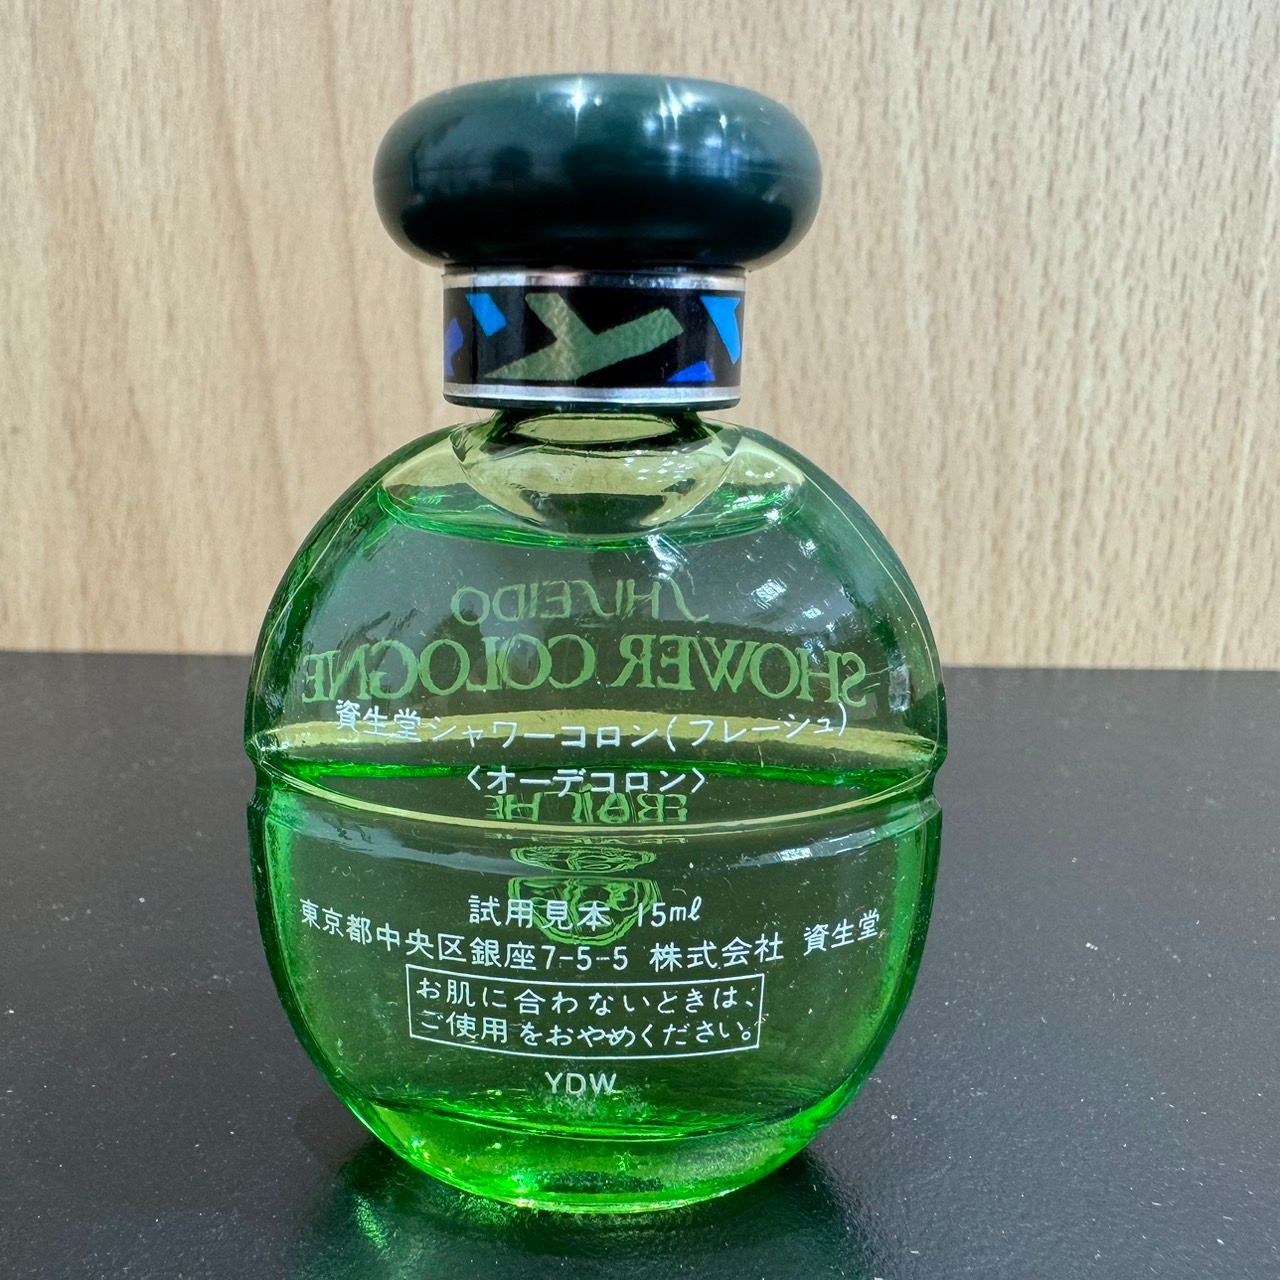 SHISEIDO
SHOWER COLOGNE
資生堂シャワーコロン(フレーシュ)
〈オーデコロン〉
試用見本 15ml
東京都中央区銀座7-5-5 株式会社 資生堂
お肌に合わないときは、
ご使用をおやめください。
YDW